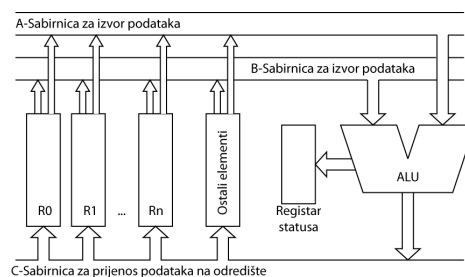 A-Sabirnica za izvor podataka
B-Sabirnica za izvor podataka
R0
R1
...
Rn
Ostali elementi
Registar
statusa
ALU
C-Sabirnica za prijenos podataka na odredište